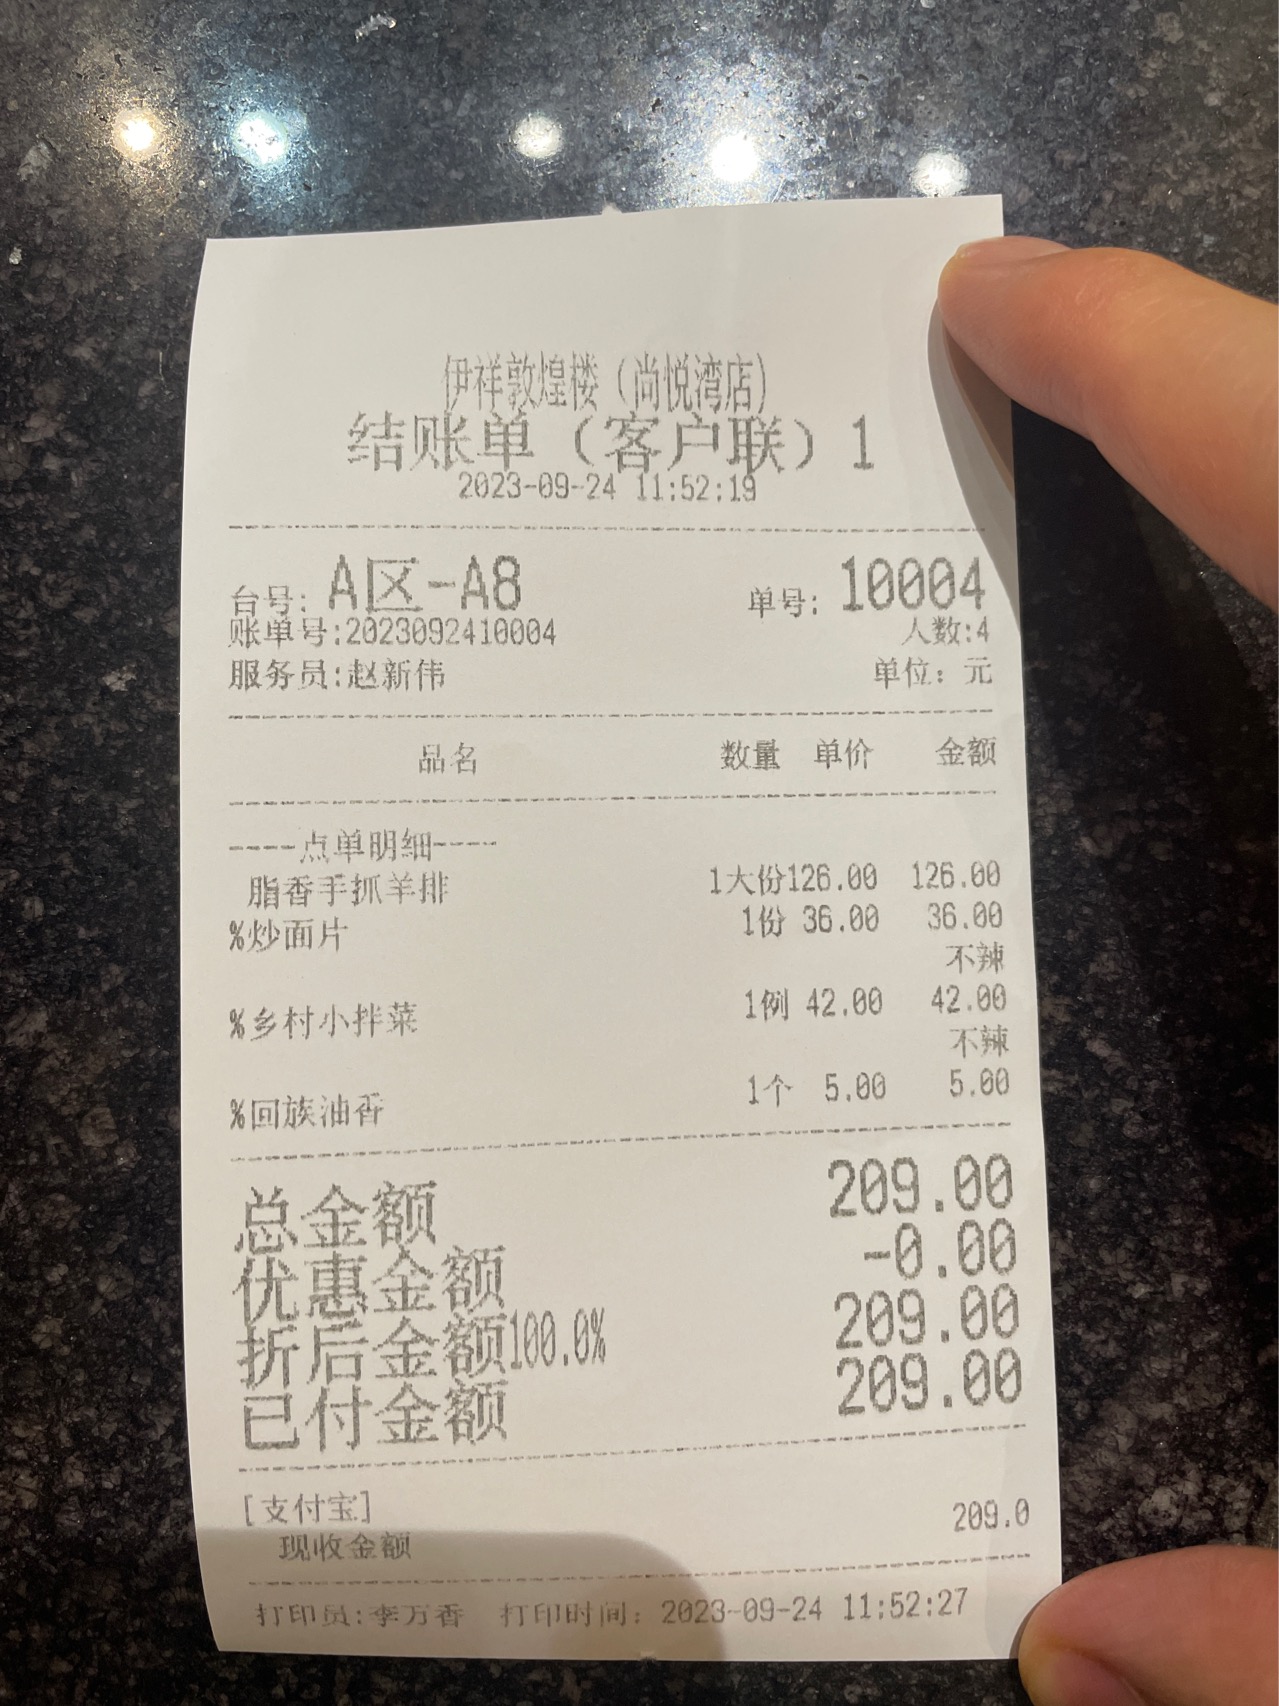 伊祥敦煌楼（尚悦湾店）
结账单（客户联）1
2023-09-24 11:52:19
台号: A区-A8 单号: 10004
账单号:2023092410004 人数:4
服务员:赵新伟 单位：元
品名 数量 单价 金额
----点单明细----
脂香手抓羊排 1大份126.00 126.00
%炒面片 1份 36.00 36.00
不辣
%乡村小拌菜 1例 42.00 42.00
不辣
%回族油香 1个 5.00 5.00
总金额 209.00
优惠金额 -0.00
折后金额100.0% 209.00
已付金额 209.00
[支付宝]
现收金额 209.0
打印员:李万香 打印时间：2023-09-24 11:52:27